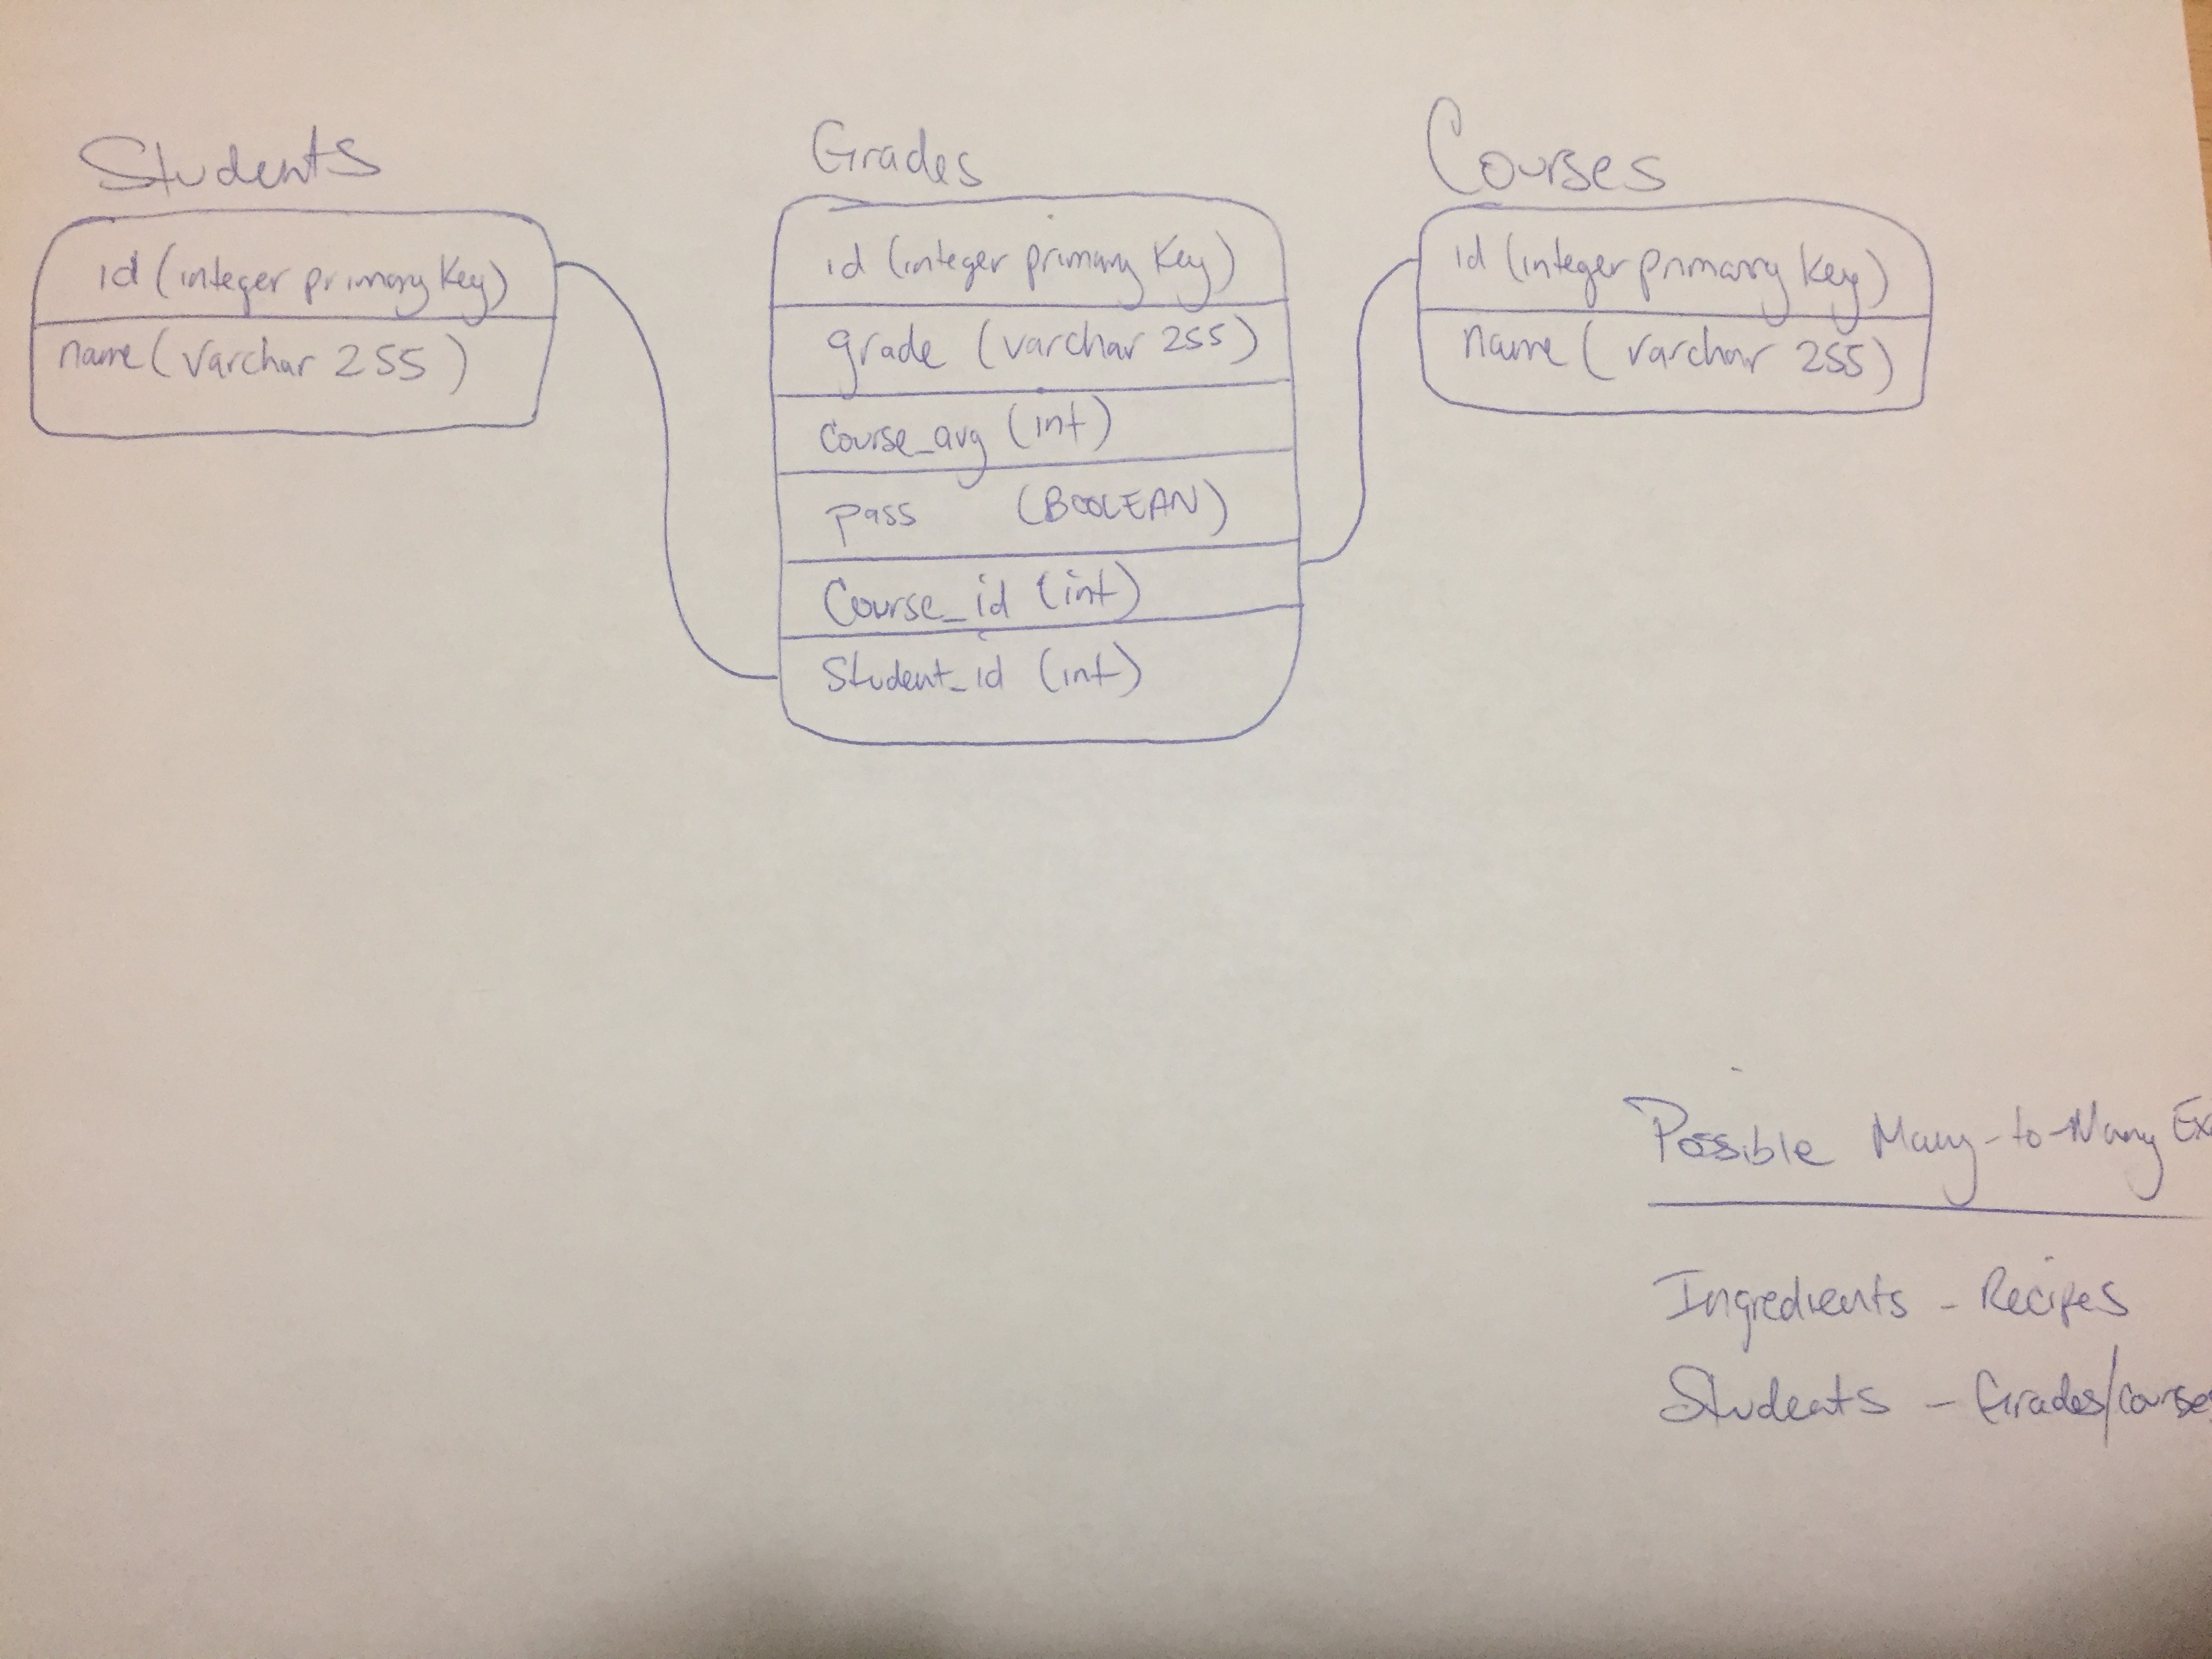 Students
id (integer primary key)
name (varchar 255)
Grades
id (integer primary key)
grade (varchar 255)
course_avg (int)
pass (BOOLEAN)
Course_id (int)
Student_id (int)
Courses
id (integer primary key)
name (varchar 255)
Possible Many-to-Many Ex
Ingredients - Recipes
Students - Grades/course